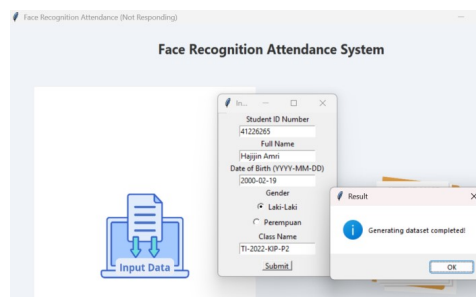 Face Recognition Attendance (Not Responding)
Face Recognition Attendance System
In...
Student ID Number
41226265
Full Name
Hajijin Amri
Date of Birth (YYYY-MM-DD)
2000-02-19
Gender
Laki-Laki
Perempuan
Class Name
TI-2022-KIP-P2
Submit
Result
Generating dataset completed!
OK
Input Data